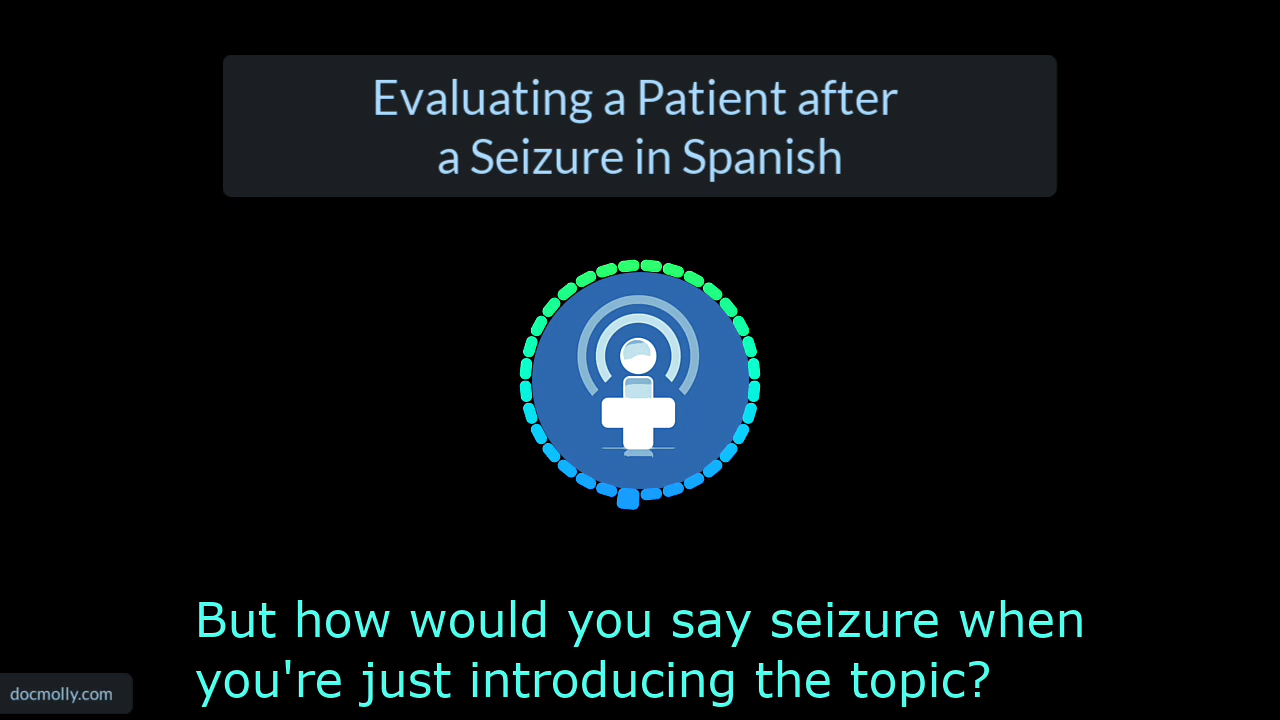 Evaluating a Patient after
a Seizure in Spanish
But how would you say seizure when
you're just introducing the topic?
docmolly.com